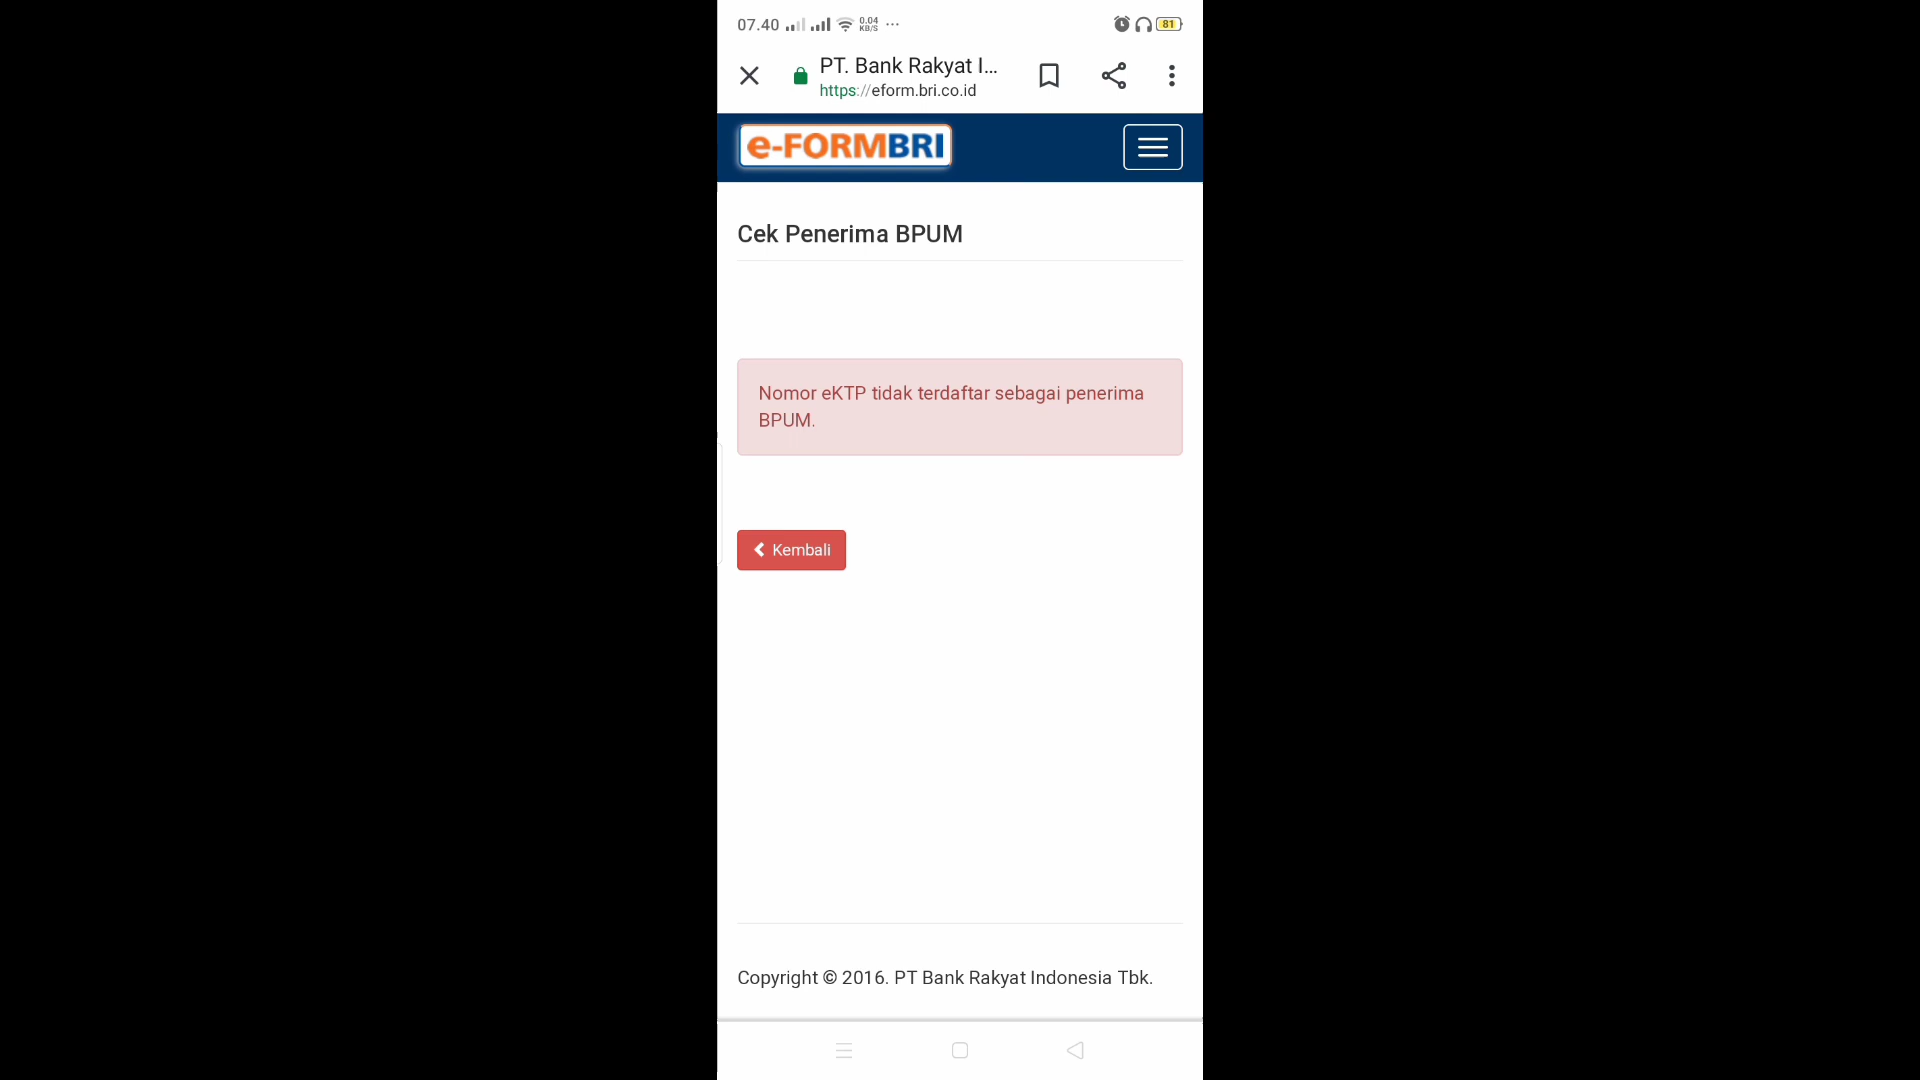 07.40 0.04 KB/S ... 81
PT. Bank Rakyat I...
https://eform.bri.co.id
e-FORMBRI
Cek Penerima BPUM
Nomor eKTP tidak terdaftar sebagai penerima
BPUM.
Kembali
Copyright © 2016. PT Bank Rakyat Indonesia Tbk.